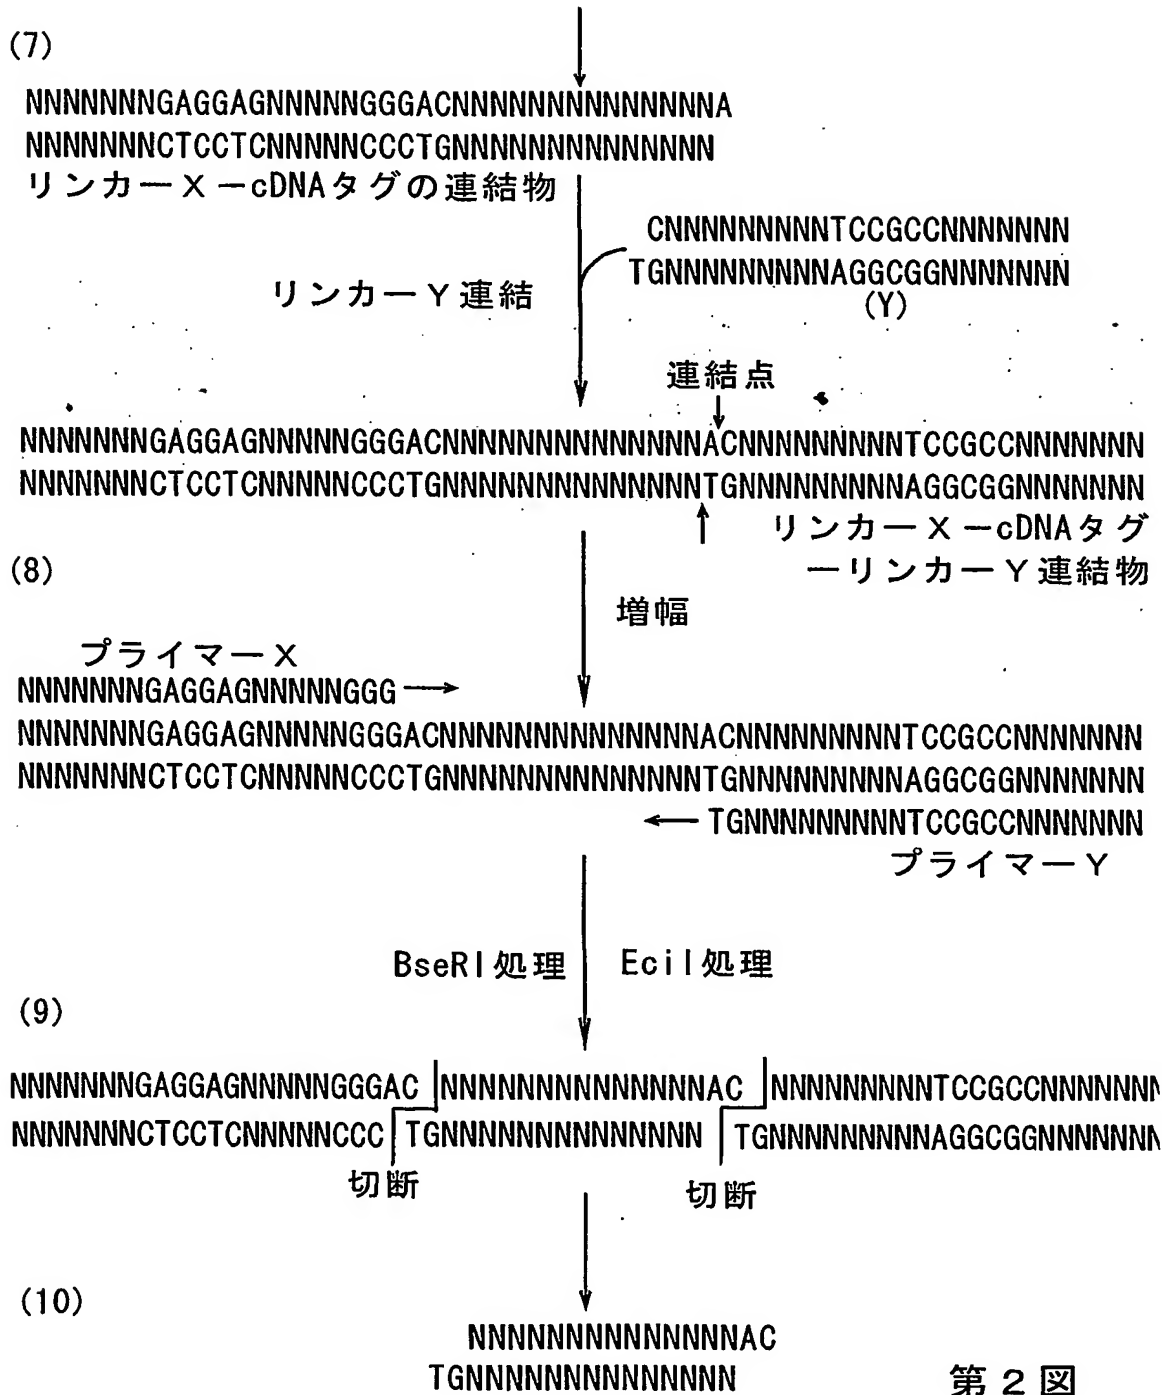 (7)
NNNNNNNGAGGAGNNNNNGGGACNNNNNNNNNNNNNNA
NNNNNNNCTCCTCNNNNNCCCTGNNNNNNNNNNNNNN
リンカーX－cDNAタグの連結物
CNNNNNNNNNTCCGCCNNNNNNN
TGNNNNNNNNNAGGCGGNNNNNNN
(Y)
リンカーY連結
連結点
NNNNNNNGAGGAGNNNNNGGGACNNNNNNNNNNNNNNACNNNNNNNNNTCCGCCNNNNNNN
NNNNNNNCTCCTCNNNNNCCCTGNNNNNNNNNNNNNNTGNNNNNNNNNAGGCGGNNNNNNN
リンカーX－cDNAタグ
－リンカーY連結物
(8)
増幅
プライマーX
NNNNNNNGAGGAGNNNNNGGG
NNNNNNNGAGGAGNNNNNGGGACNNNNNNNNNNNNNNACNNNNNNNNNTCCGCCNNNNNNN
NNNNNNNCTCCTCNNNNNCCCTGNNNNNNNNNNNNNNTGNNNNNNNNNAGGCGGNNNNNNN
TGNNNNNNNNNTCCGCCNNNNNNN
プライマーY
BseRI処理 EciI処理
(9)
NNNNNNNGAGGAGNNNNNGGGAC NNNNNNNNNNNNNNAC NNNNNNNNNTCCGCCNNNNNNN
NNNNNNNCTCCTCNNNNNCCC TGNNNNNNNNNNNNNN TGNNNNNNNNNAGGCGGNNNNNNN
切断 切断
(10)
NNNNNNNNNNNNNNAC
TGNNNNNNNNNNNNNN
第2図